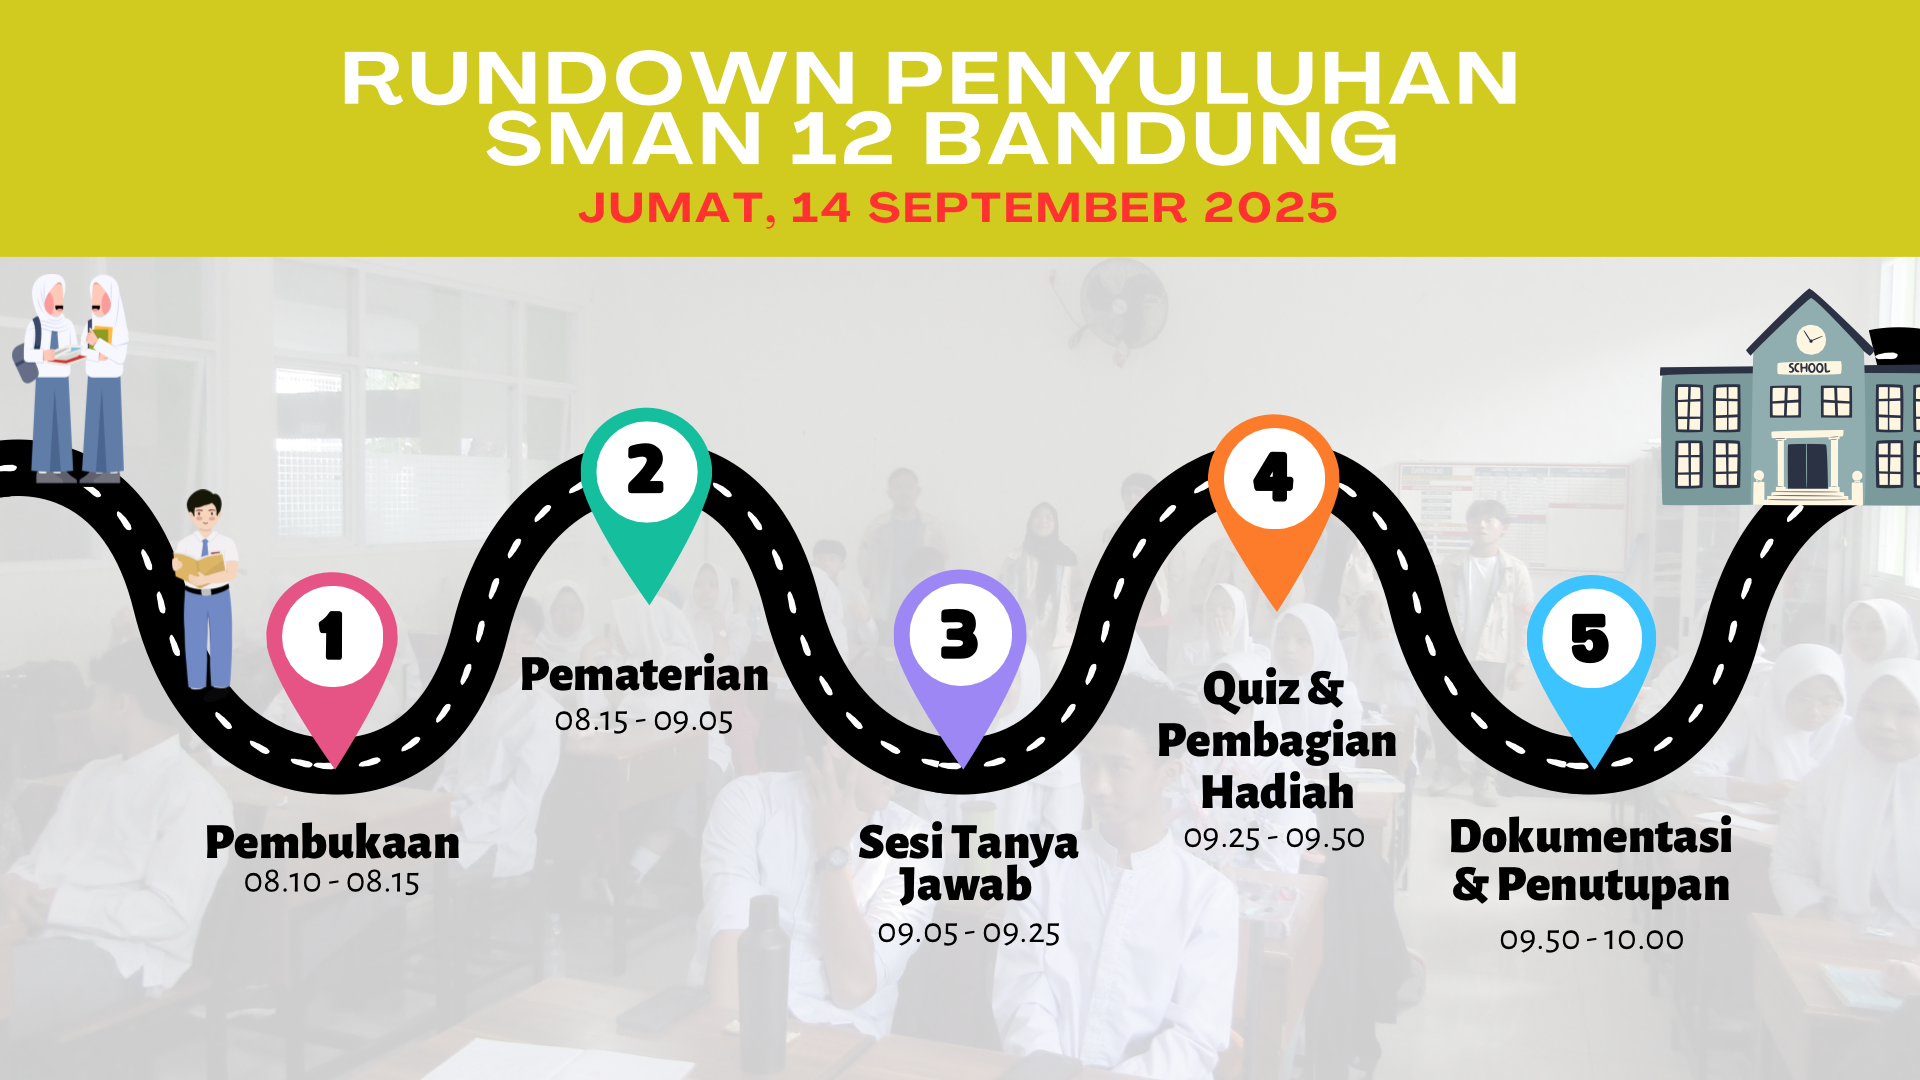 RUNDOWN PENYULUHAN
SMAN 12 BANDUNG
JUMAT, 14 SEPTEMBER 2025
SCHOOL
1
Pembukaan
08.10 - 08.15
2
Pematerian
08.15 - 09.05
3
Sesi Tanya
Jawab
09.05 - 09.25
4
Quiz &
Pembagian
Hadiah
09.25 - 09.50
5
Dokumentasi
& Penutupan
09.50 - 10.00